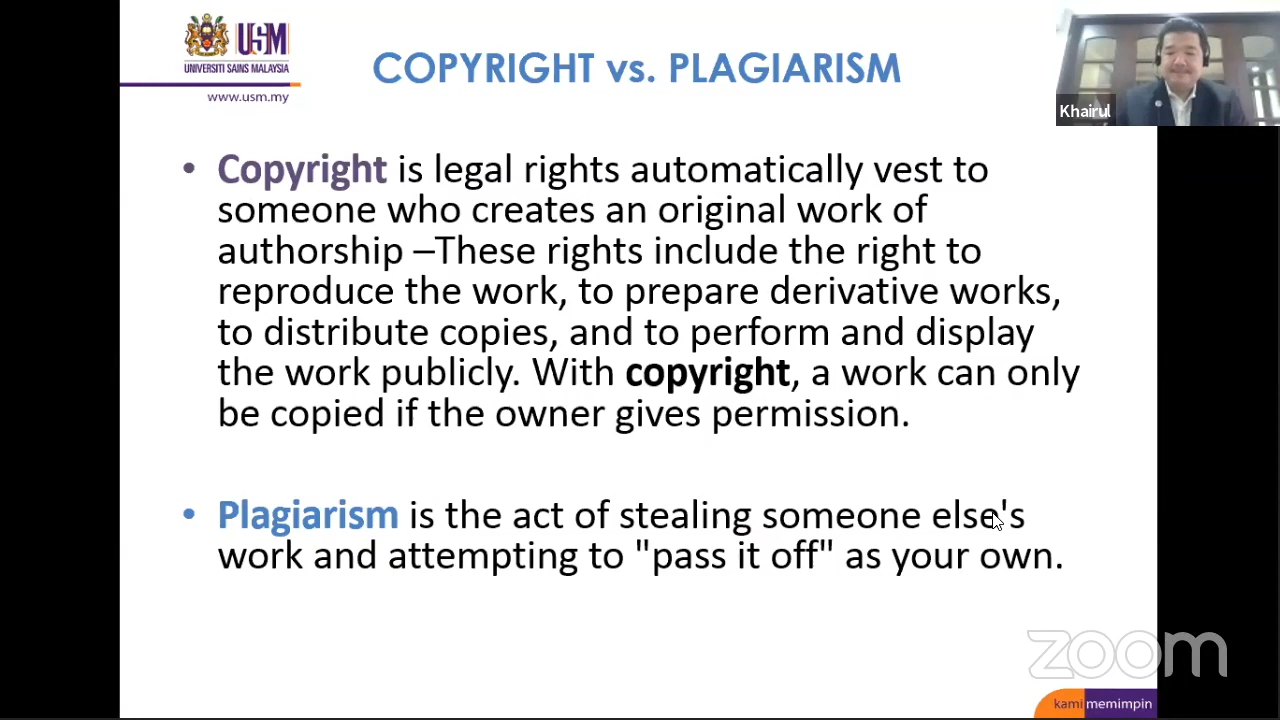 USM
UNIVERSITI SAINS MALAYSIA
www.usm.my
COPYRIGHT vs. PLAGIARISM
Khairul
• Copyright is legal rights automatically vest to
someone who creates an original work of
authorship –These rights include the right to
reproduce the work, to prepare derivative works,
to distribute copies, and to perform and display
the work publicly. With copyright, a work can only
be copied if the owner gives permission.
• Plagiarism is the act of stealing someone else's
work and attempting to "pass it off" as your own.
zoom
kami memimpin